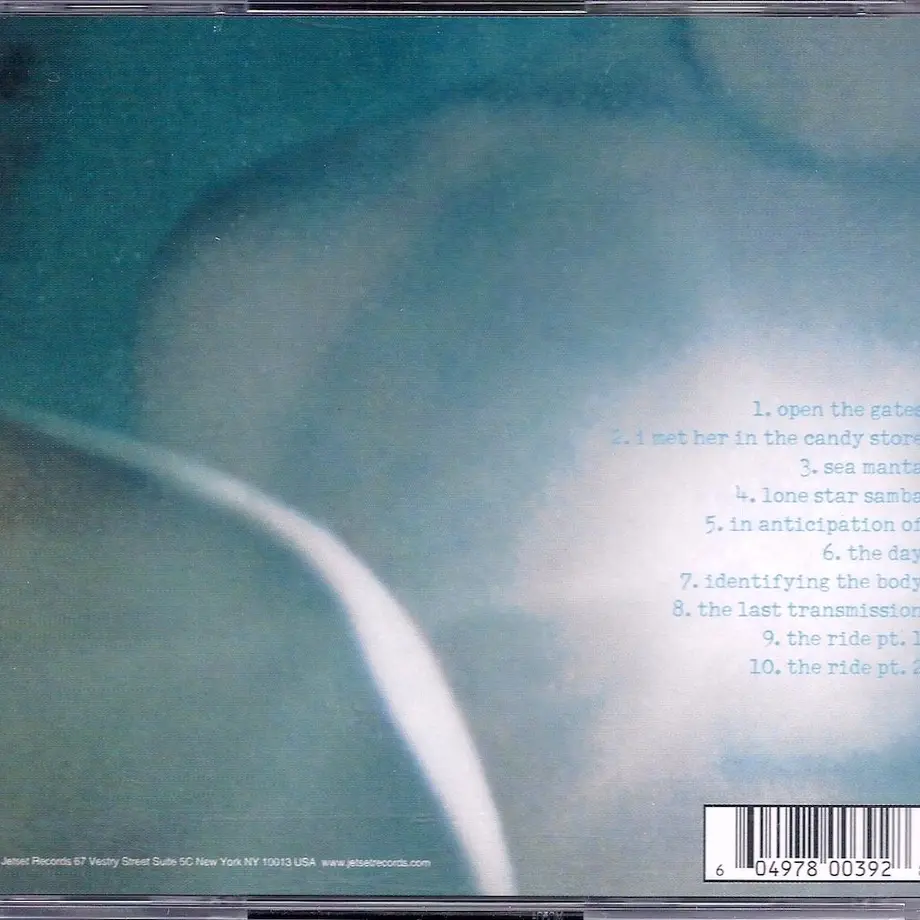 1. open the gates
2. i met her in the candy store
3. sea manta
4. lone star samba
5. in anticipation of
6. the day
7. identifying the body
8. the last transmission
9. the ride pt. 1
10. the ride pt. 2
Jetset Records 67 Vestry Street Suite 5C New York NY 10013 USA www.jetsetrecords.com
6 04978 00392